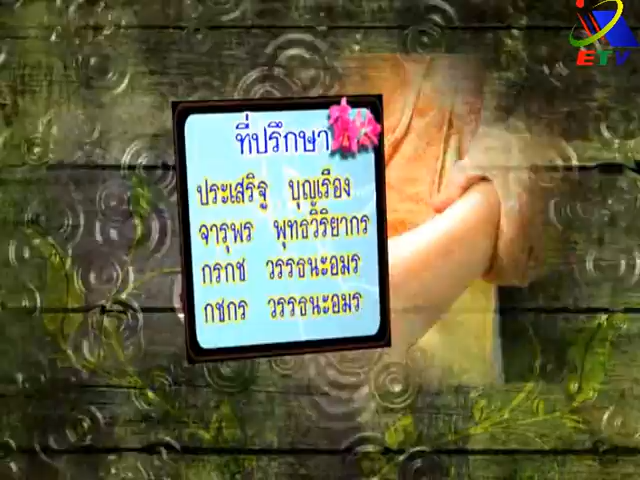 ETV
ที่ปรึกษา
ประเสริฐ บุญเรือง
จารุพร พุทธวิริยากร
กรกช วรรธนะอมร
กชกร วรรธนะอมร